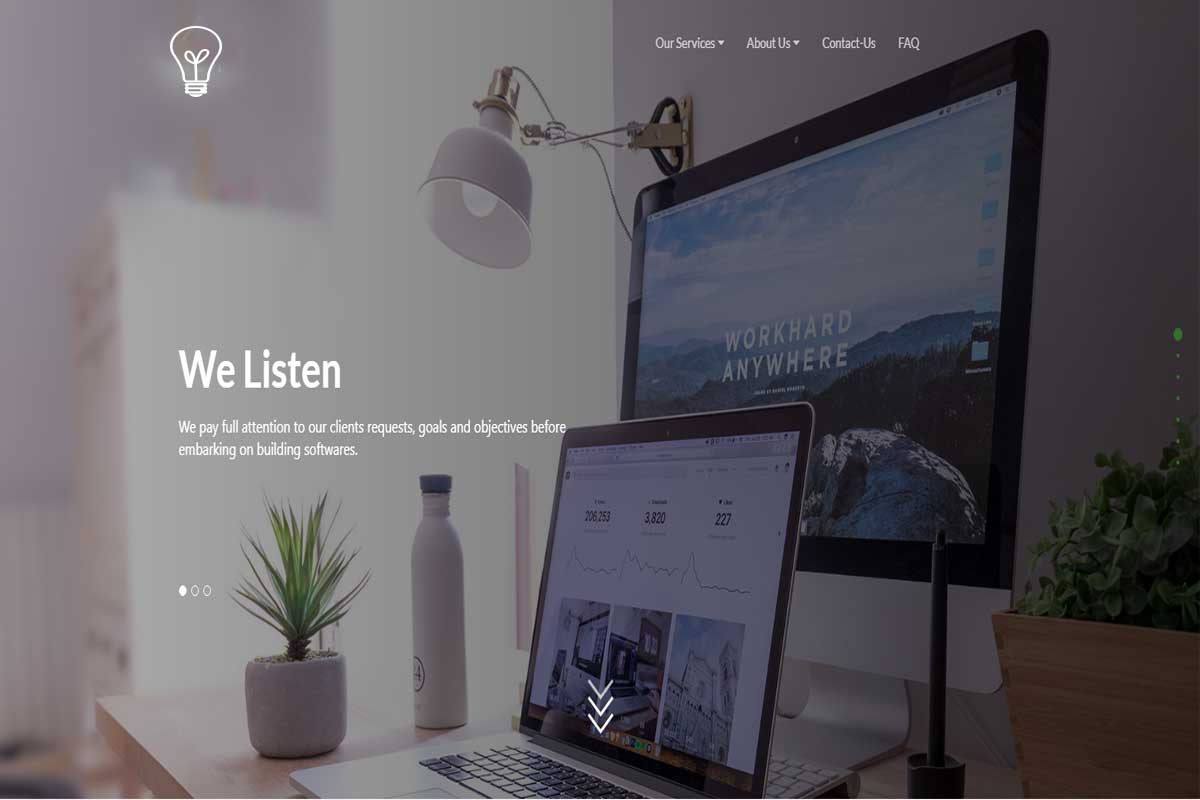 Our Services
About Us
Contact-Us
FAQ
WORKHARD
ANYWHERE
We Listen
We pay full attention to our clients requests, goals and objectives before
embarking on building softwares.
206,253
3,820
227